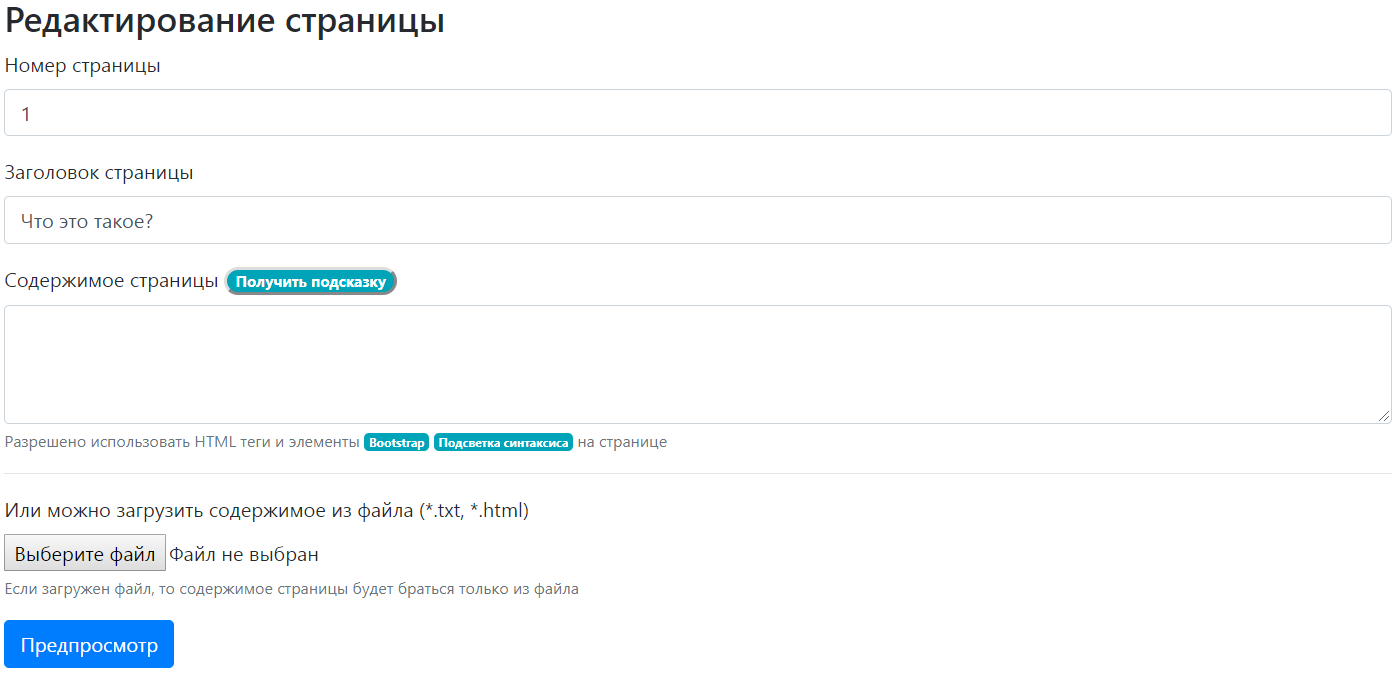 Редактирование страницы
Номер страницы
1
Заголовок страницы
Что это такое?
Содержимое страницы Получить подсказку
Разрешено использовать HTML теги и элементы Bootstrap Подсветка синтаксиса на странице
Или можно загрузить содержимое из файла (*.txt, *.html)
Выберите файл Файл не выбран
Если загружен файл, то содержимое страницы будет браться только из файла
Предпросмотр